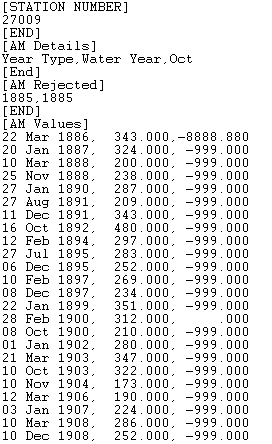 [STATION NUMBER]
27009
[END]
[AM Details]
Year Type,Water Year,Oct
[End]
[AM Rejected]
1885,1885
[END]
[AM Values]
22 Mar 1886,  343.000,-8888.880
20 Jan 1887,  324.000, -999.000
10 Mar 1888,  200.000, -999.000
25 Nov 1888,  238.000, -999.000
27 Jan 1890,  287.000, -999.000
27 Aug 1891,  209.000, -999.000
11 Dec 1891,  343.000, -999.000
16 Oct 1892,  480.000, -999.000
12 Feb 1894,  297.000, -999.000
27 Jul 1895,  283.000, -999.000
06 Dec 1895,  252.000, -999.000
10 Feb 1897,  269.000, -999.000
08 Dec 1897,  234.000, -999.000
22 Jan 1899,  351.000, -999.000
28 Feb 1900,  312.000,     .000
08 Oct 1900,  210.000, -999.000
01 Jan 1902,  280.000, -999.000
21 Mar 1903,  347.000, -999.000
10 Oct 1903,  322.000, -999.000
10 Nov 1904,  173.000, -999.000
12 Mar 1906,  190.000, -999.000
03 Jan 1907,  224.000, -999.000
10 Mar 1908,  286.000, -999.000
10 Dec 1908,  252.000, -999.000